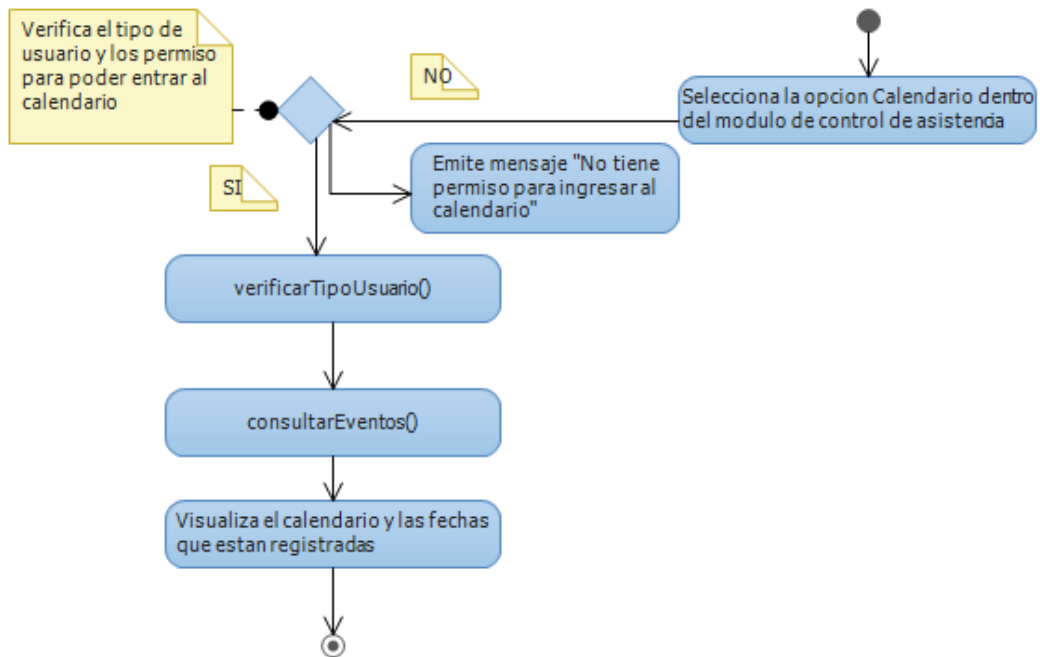 Verifica el tipo de
usuario y los permiso
para poder entrar al
calendario
NO
Selecciona la opcion Calendario dentro
del modulo de control de asistencia
Emite mensaje "No tiene
permiso para ingresar al
calendario"
SI
verificarTipoUsuario()
consultarEventos()
Visualiza el calendario y las fechas
que estan registradas